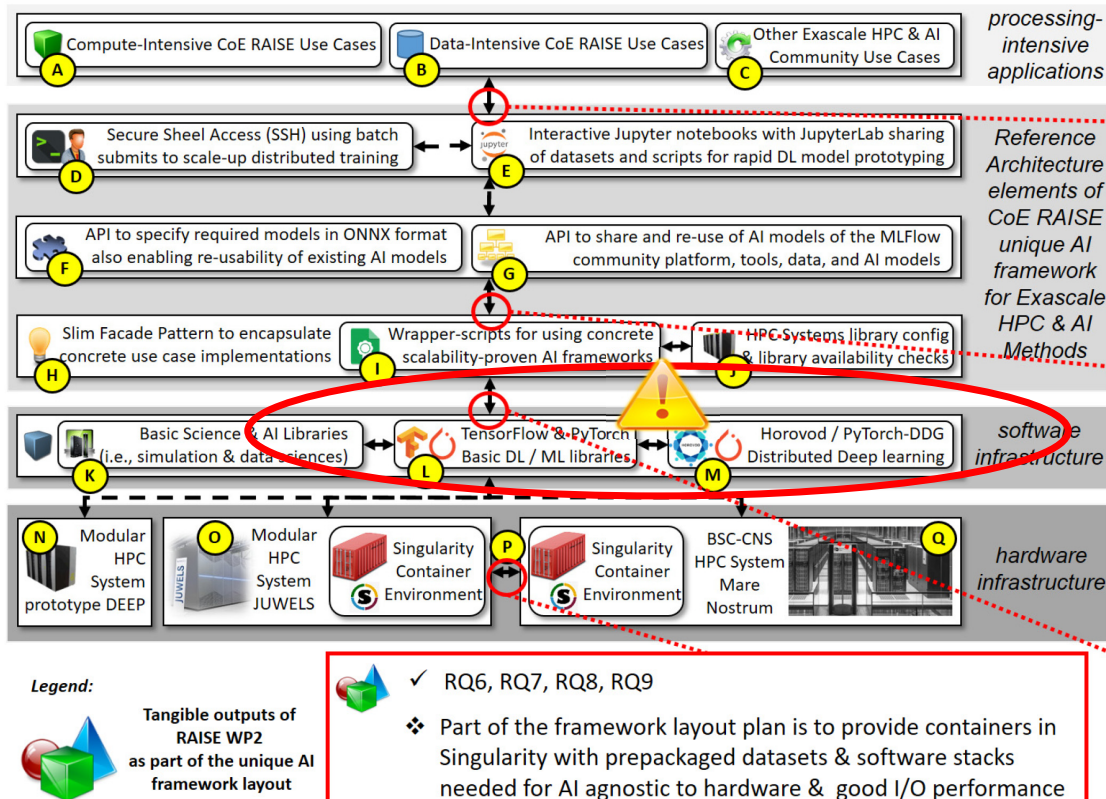 Compute-Intensive CoE RAISE Use Cases
A
Data-Intensive CoE RAISE Use Cases
B
Other Exascale HPC & AI
Community Use Cases
C
processing-
intensive
applications
Secure Sheel Access (SSH) using batch
submits to scale-up distributed training
D
jupyter
Interactive Jupyter notebooks with JupyterLab sharing
of datasets and scripts for rapid DL model prototyping
E
API to specify required models in ONNX format
also enabling re-usability of existing AI models
F
API to share and re-use of AI models of the MLFlow
community platform, tools, data, and AI models
G
Slim Facade Pattern to encapsulate
concrete use case implementations
H
Wrapper-scripts for using concrete
scalability-proven AI frameworks
I
HPC Systems library config
& library availability checks
J
Reference
Architecture
elements of
CoE RAISE
unique AI
framework
for Exascale
HPC & AI
Methods
Basic Science & AI Libraries
(i.e., simulation & data sciences)
K
TensorFlow & PyTorch
Basic DL / ML libraries
L
HOROVOD
Horovod / PyTorch-DDG
Distributed Deep learning
M
software
infrastructure
N
Modular
HPC
System
prototype DEEP
O
JUWELS
Modular
HPC
System
JUWELS
Singularity
Container
Environment
S
P
Singularity
Container
Environment
S
BSC-CNS
HPC System
Mare
Nostrum
Q
hardware
infrastructure
Legend:
Tangible outputs of
RAISE WP2
as part of the unique AI
framework layout
✓ RQ6, RQ7, RQ8, RQ9
❖ Part of the framework layout plan is to provide containers in
Singularity with prepackaged datasets & software stacks
needed for AI agnostic to hardware & good I/O performance